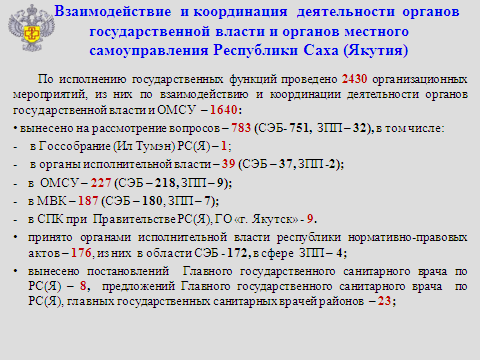 Взаимодействие и координация деятельности органов
государственной власти и органов местного
самоуправления Республики Саха (Якутия)
По исполнению государственных функций проведено 2430 организационных
мероприятий, из них по взаимодействию и координации деятельности органов
государственной власти и ОМСУ – 1640:
• вынесено на рассмотрение вопросов – 783 (СЭБ- 751, ЗПП – 32), в том числе:
- в Госсобрание (Ил Тумэн) РС(Я) – 1;
- в органы исполнительной власти – 39 (СЭБ – 37, ЗПП -2);
- в ОМСУ – 227 (СЭБ – 218, ЗПП – 9);
- в МВК – 187 (СЭБ – 180, ЗПП – 7);
- в СПК при Правительстве РС(Я), ГО «г. Якутск» - 9.
• принято органами исполнительной власти республики нормативно-правовых
актов – 176, из них в области СЭБ - 172, в сфере ЗПП – 4;
• вынесено постановлений Главного государственного санитарного врача по
РС(Я) – 8, предложений Главного государственного санитарного врача по
РС(Я), главных государственных санитарных врачей районов – 23;